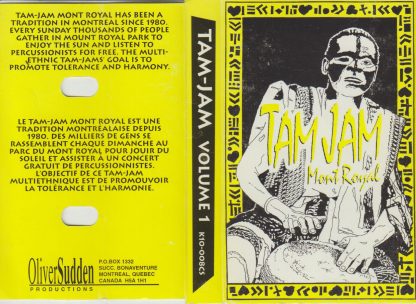 TAM-JAM MONT ROYAL HAS BEEN A
TRADITION IN MONTREAL SINCE 1980.
EVERY SUNDAY THOUSANDS OF PEOPLE
GATHER IN MOUNT ROYAL PARK TO
ENJOY THE SUN AND LISTEN TO
PERCUSSIONISTS FOR FREE. THE MULTI-
ETHNIC TAM-JAMS' GOAL IS TO
PROMOTE TOLERANCE AND HARMONY.
LE TAM-JAM MONT ROYAL EST UNE
TRADITION MONTREALAISE DEPUIS
1980. DES MILLIERS DE GENS SE
RASSEMBLENT CHAQUE DIMANCHE AU
PARC DU MONT ROYAL POUR JOUIR DU
SOLEIL ET ASSISTER A UN CONCERT
GRATUIT DE PERCUSSIONNISTES.
L'OBJECTIF DE CE TAM-JAM
MULTIETHNIQUE EST DE PROMOUVOIR
LA TOLÉRANCE ET L'HARMONIE.
OliverSudden
PRODUCTIONS
P.O.BOX 1332
SUCC. BONAVENTURE
MONTREAL, QUEBEC
CANADA H5A 1H1
TAM-JAM VOLUME 1
K10-008CS
TAM JAM
Mont Royal